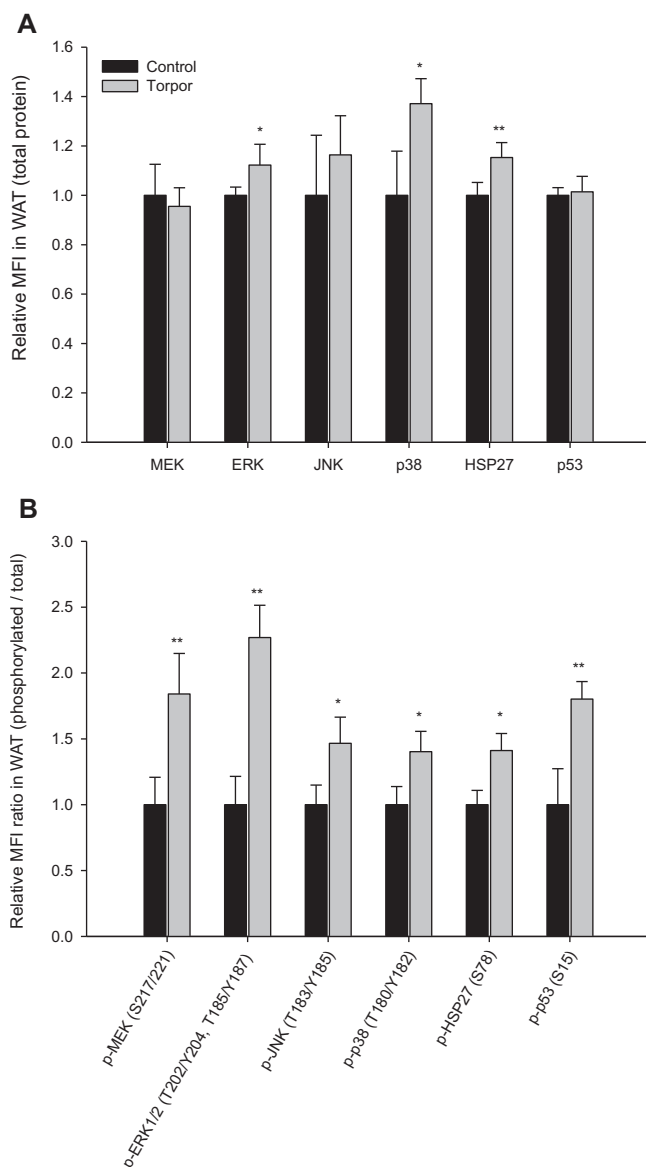 A
Relative MFI in WAT (total protein)
1.6
1.4
1.2
1.0
0.8
0.6
0.4
0.2
0.0
Control
Torpor
*
*
**
MEK ERK JNK p38 HSP27 p53
B
Relative MFI ratio in WAT (phosphorylated / total)
3.0
2.5
2.0
1.5
1.0
0.5
0.0
**
**
*
*
*
**
p-MEK (S217/221)
p-ERK1/2 (T202/Y204, T185/Y187)
p-JNK (T183/Y185)
p-p38 (T180/Y182)
p-HSP27 (S78)
p-p53 (S15)